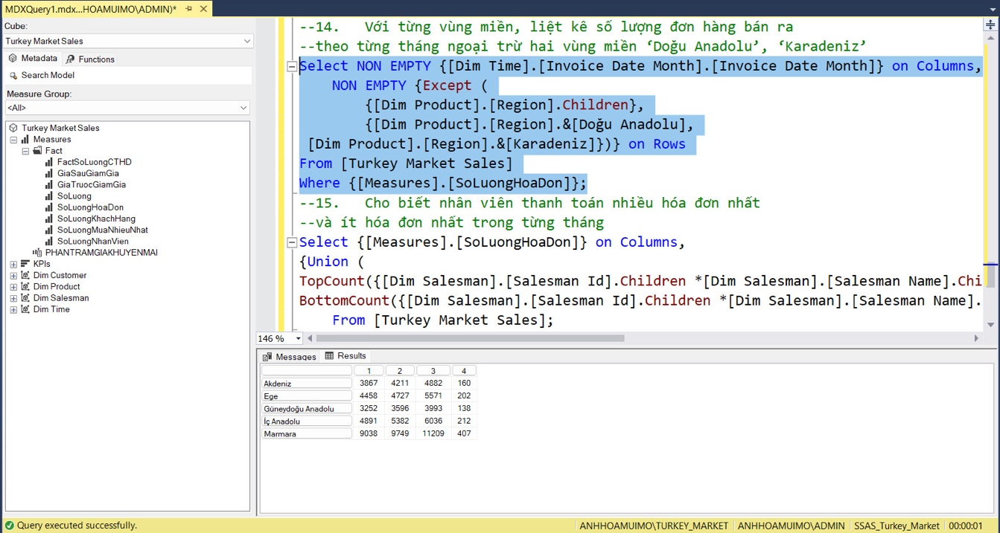 MDXQuery1.mdx...HOAMUIMO\ADMIN)*
Cube:
Turkey Market Sales
Metadata
Functions
Search Model
Measure Group:
<All>
Turkey Market Sales
Measures
Fact
FactSoLuongCTHD
GiaSauGiamGia
GiaTruocGiamGia
SoLuong
SoLuongHoaDon
SoLuongKhachHang
SoLuongMuaNhieuNhat
SoLuongNhanVien
PHANTRAMGIAKHUYENMAI
KPIs
Dim Customer
Dim Product
Dim Salesman
Dim Time
--14. Với từng vùng miền, liệt kê số lượng đơn hàng bán ra
--theo từng tháng ngoại trừ hai vùng miền ‘Doğu Anadolu’, ‘Karadeniz’
Select NON EMPTY {[Dim Time].[Invoice Date Month].[Invoice Date Month]} on Columns,
NON EMPTY {Except (
{[Dim Product].[Region].Children},
{[Dim Product].[Region].&[Doğu Anadolu],
[Dim Product].[Region].&[Karadeniz]})} on Rows
From [Turkey Market Sales]
Where {[Measures].[SoLuongHoaDon]};
--15. Cho biết nhân viên thanh toán nhiều hóa đơn nhất
--và ít hóa đơn nhất trong từng tháng
Select {[Measures].[SoLuongHoaDon]} on Columns,
{Union (
TopCount({[Dim Salesman].[Salesman Id].Children *[Dim Salesman].[Salesman Name].Chi
BottomCount({[Dim Salesman].[Salesman Id].Children *[Dim Salesman].[Salesman Name].
From [Turkey Market Sales];
146 %
Messages
Results
1 2 3 4
Akdeniz 3867 4211 4882 160
Ege 4458 4727 5571 202
Güneydoğu Anadolu 3252 3596 3993 138
İç Anadolu 4891 5382 6036 212
Marmara 9038 9749 11209 407
Query executed successfully.
ANHHOAMUIMO\TURKEY_MARKET
ANHHOAMUIMO\ADMIN
SSAS_Turkey_Market
00:00:01